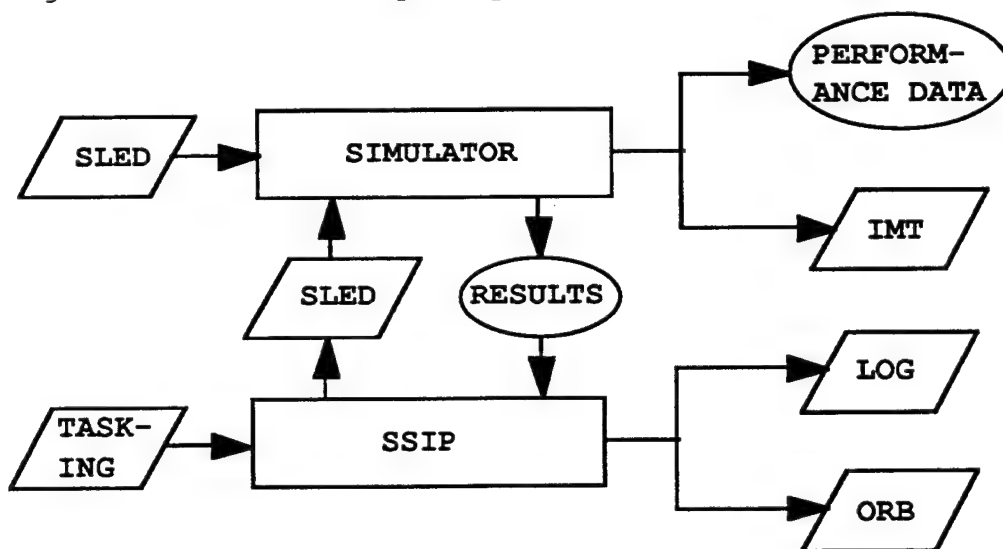 PERFORM-
ANCE DATA
SLED
SIMULATOR
IMT
SLED
RESULTS
LOG
TASK-
ING
SSIP
ORB